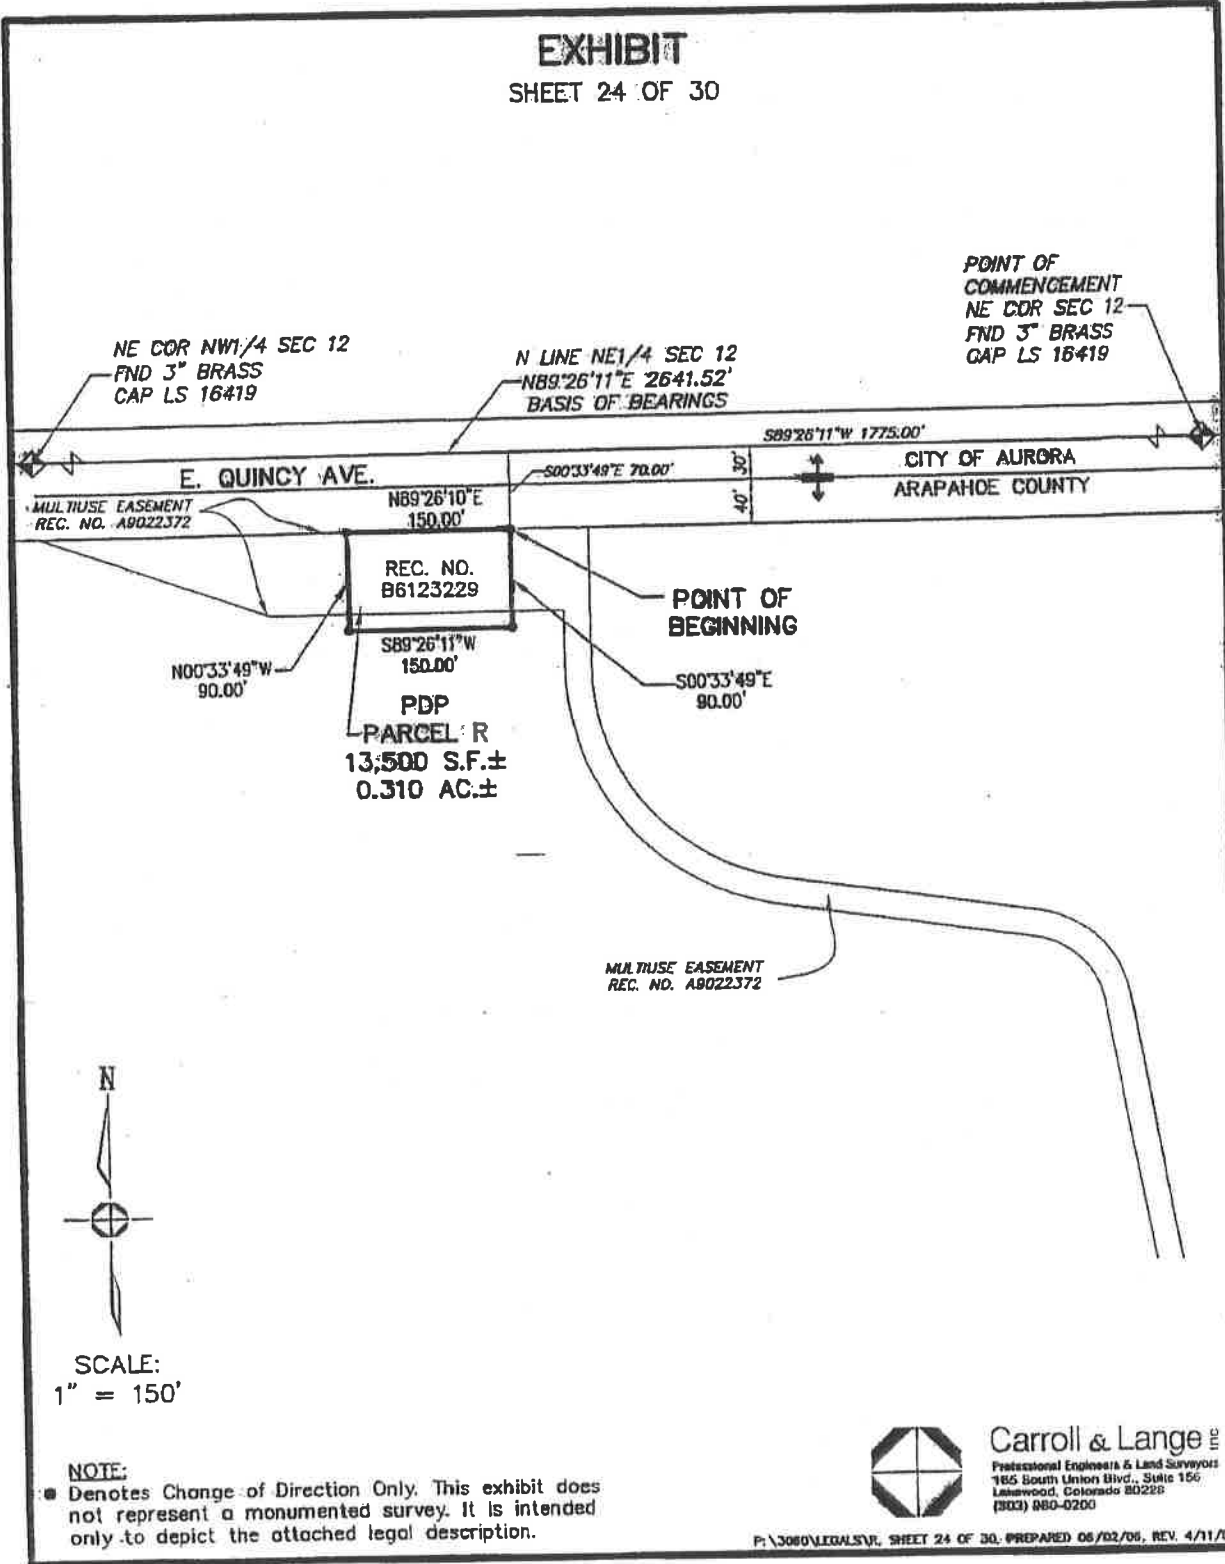 EXHIBIT
SHEET 24 OF 30
POINT OF
COMMENCEMENT
NE COR SEC 12
FND 3" BRASS
CAP LS 16419
NE COR NW1/4 SEC 12
FND 3" BRASS
CAP LS 16419
N LINE NE1/4 SEC 12
N89°26'11"E 2641.52'
BASIS OF BEARINGS
S89°26'11"W 1775.00'
E. QUINCY AVE.
S00°33'49"E 70.00'
30'
40'
CITY OF AURORA
ARAPAHOE COUNTY
MULTIUSE EASEMENT
REC. NO. A9022372
N89°26'10"E
150.00'
REC. NO.
B6123229
POINT OF
BEGINNING
S89°26'11"W
150.00'
N00°33'49"W
90.00'
S00°33'49"E
90.00'
PDP
PARCEL R
13,500 S.F.±
0.310 AC.±
MULTIUSE EASEMENT
REC. NO. A9022372
N
SCALE:
1" = 150'
NOTE:
Denotes Change of Direction Only. This exhibit does
not represent a monumented survey. It is intended
only to depict the attached legal description.
Carroll & Lange Inc
Professional Engineers & Land Surveyors
165 South Union Blvd., Suite 156
Lakewood, Colorado 80228
(303) 980-0200
P:\3080\LEGALS\R, SHEET 24 OF 30, PREPARED 06/02/06, REV. 4/11/